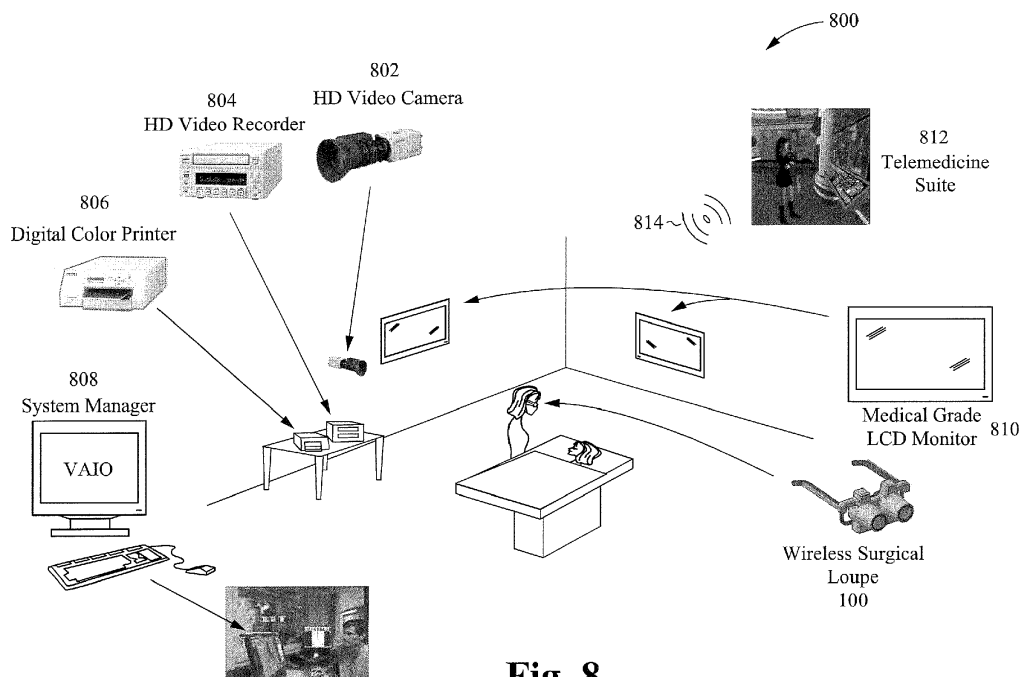 800
802
HD Video Camera
804
HD Video Recorder
812
Telemedicine
Suite
806
Digital Color Printer
814~
808
System Manager
VAIO
Medical Grade
LCD Monitor 810
Wireless Surgical
Loupe
100
Fig. 8